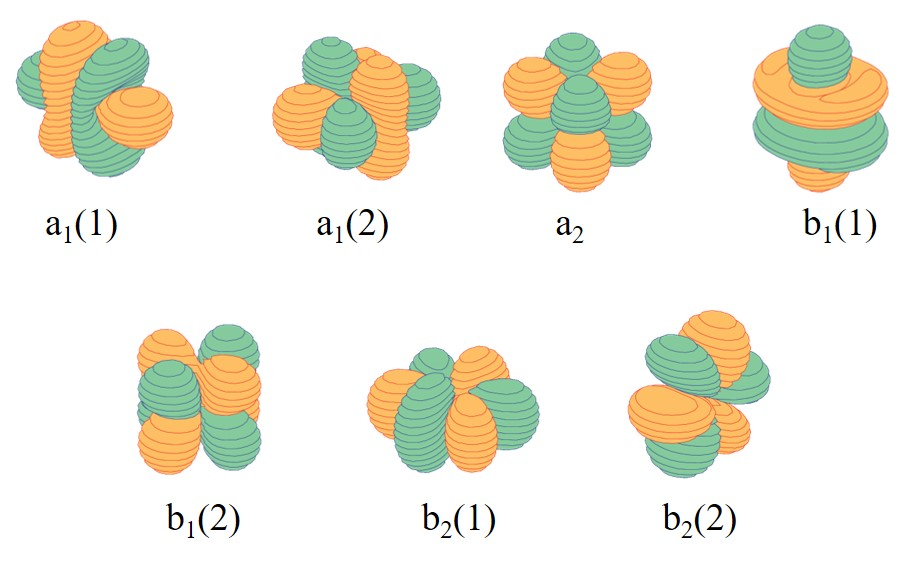 a₁(1) a₁(2) a₂ b₁(1)
b₁(2) b₂(1) b₂(2)